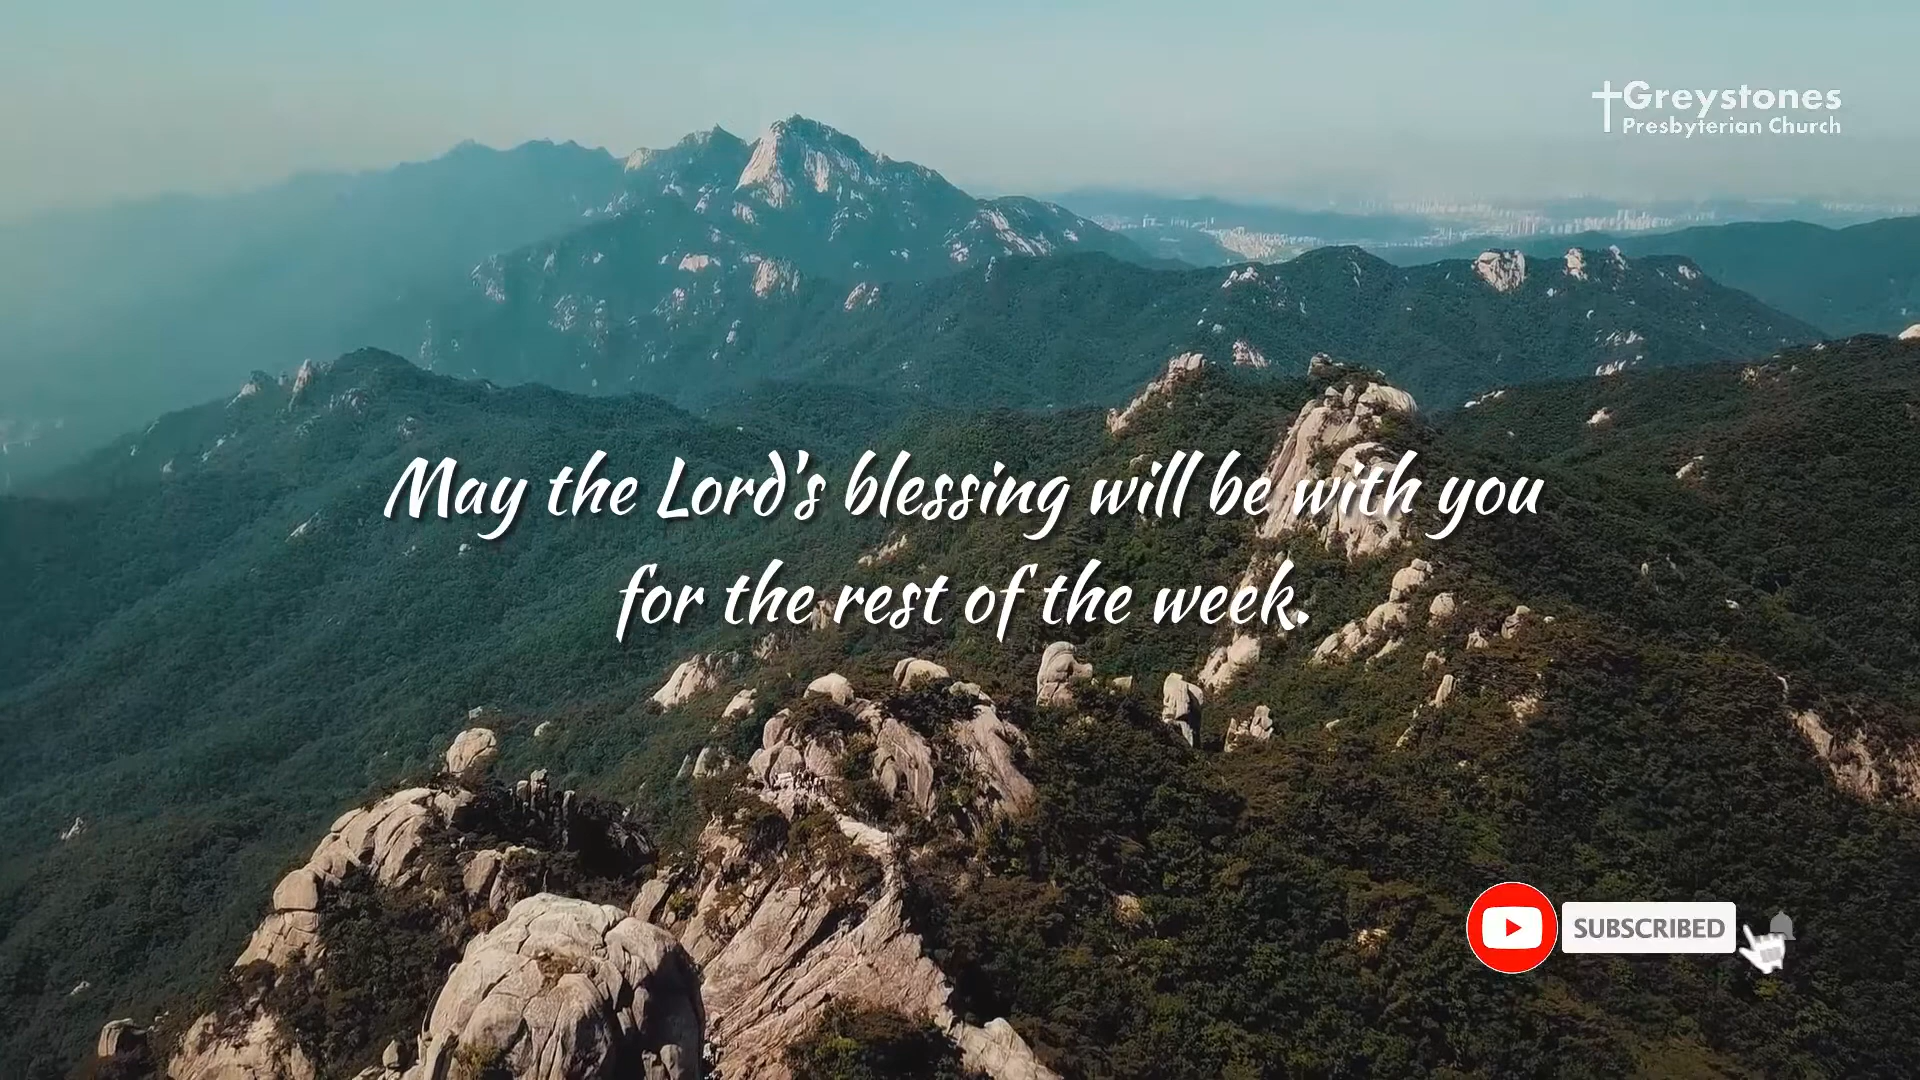 Greystones
Presbyterian Church
May the Lord's blessing will be with you
for the rest of the week.
SUBSCRIBED